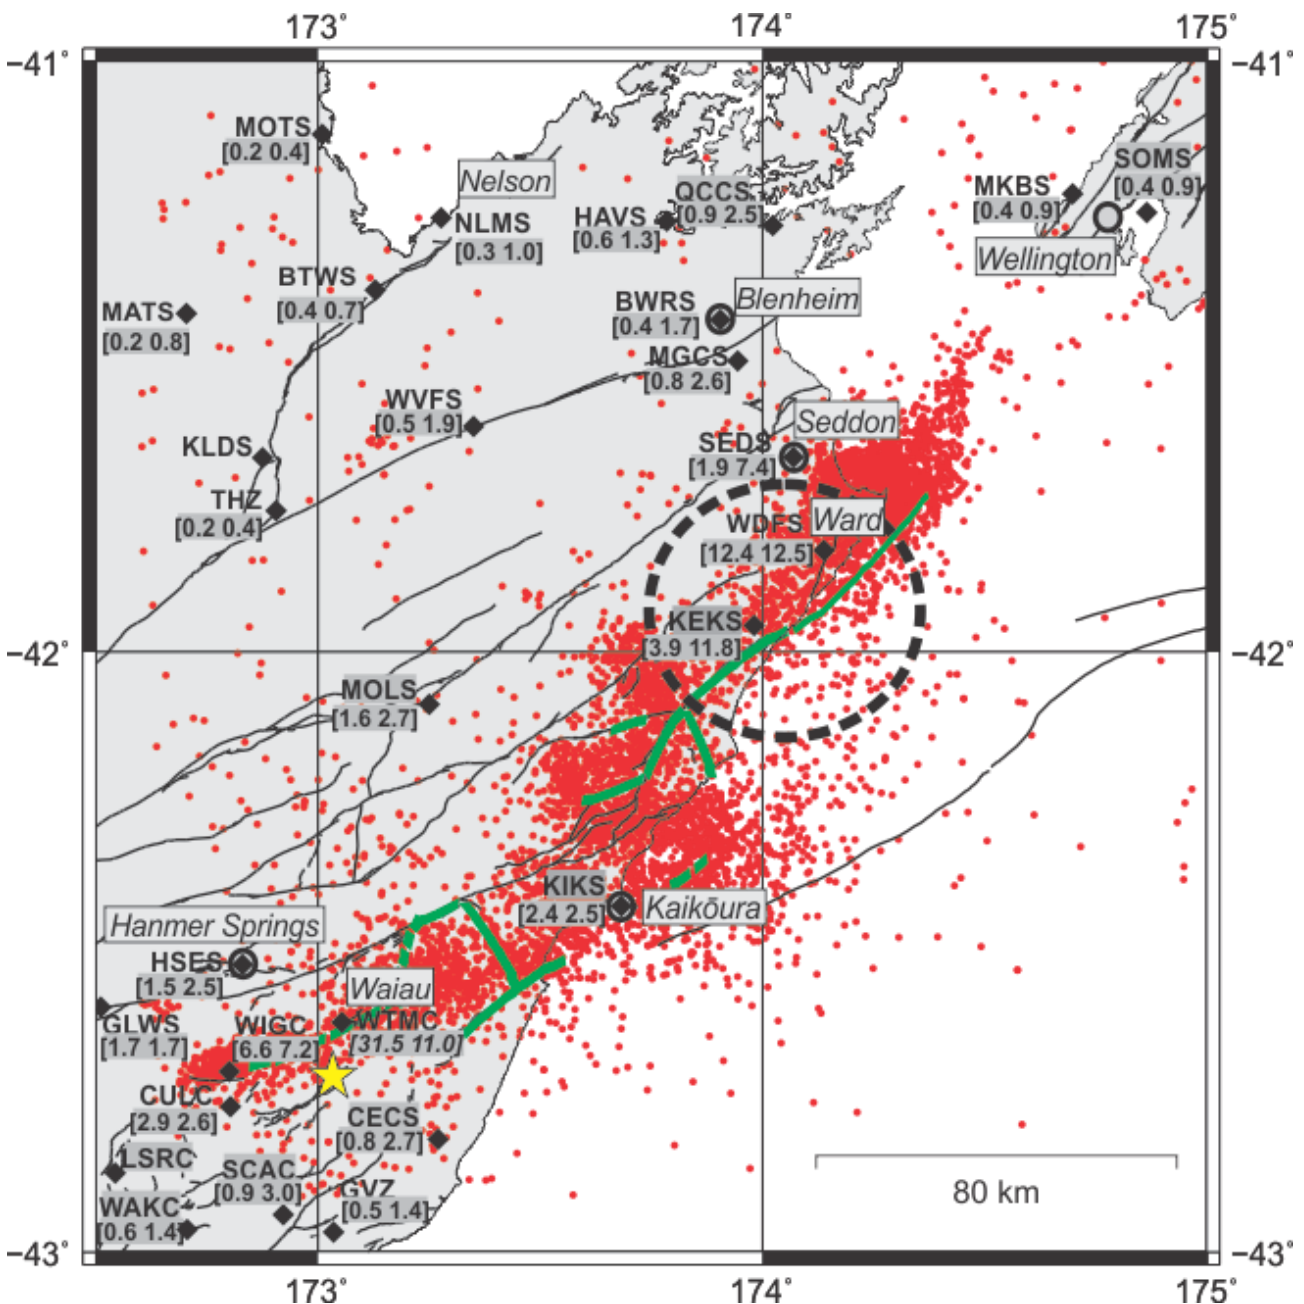 173° 174° 175°
−41° −41°
MOTS
[0.2 0.4]
Nelson
NLMS
[0.3 1.0]
HAVS
[0.6 1.3]
QCCS
[0.9 2.5]
MKBS
[0.4 0.9]
SOMS
[0.4 0.9]
Wellington
BTWS
[0.4 0.7]
MATS
[0.2 0.8]
BWRS
[0.4 1.7]
Blenheim
MGCS
[0.8 2.6]
WVFS
[0.5 1.9]
KLDS
THZ
[0.2 0.4]
Seddon
SEDS
[1.9 7.4]
WDFS
[12.4 12.5]
Ward
KEKS
[3.9 11.8]
−42° −42°
MOLS
[1.6 2.7]
KIKS
[2.4 2.5]
Kaikōura
Hanmer Springs
HSES
[1.5 2.5]
Waiau
GLWS
[1.7 1.7]
WIGC
[6.6 7.2]
WTMC
[31.5 11.0]
CULC
[2.9 2.6]
CECS
[0.8 2.7]
LSRC
SCAC
[0.9 3.0]
GVZ
[0.5 1.4]
WAKC
[0.6 1.4]
80 km
−43° −43°
173° 174° 175°